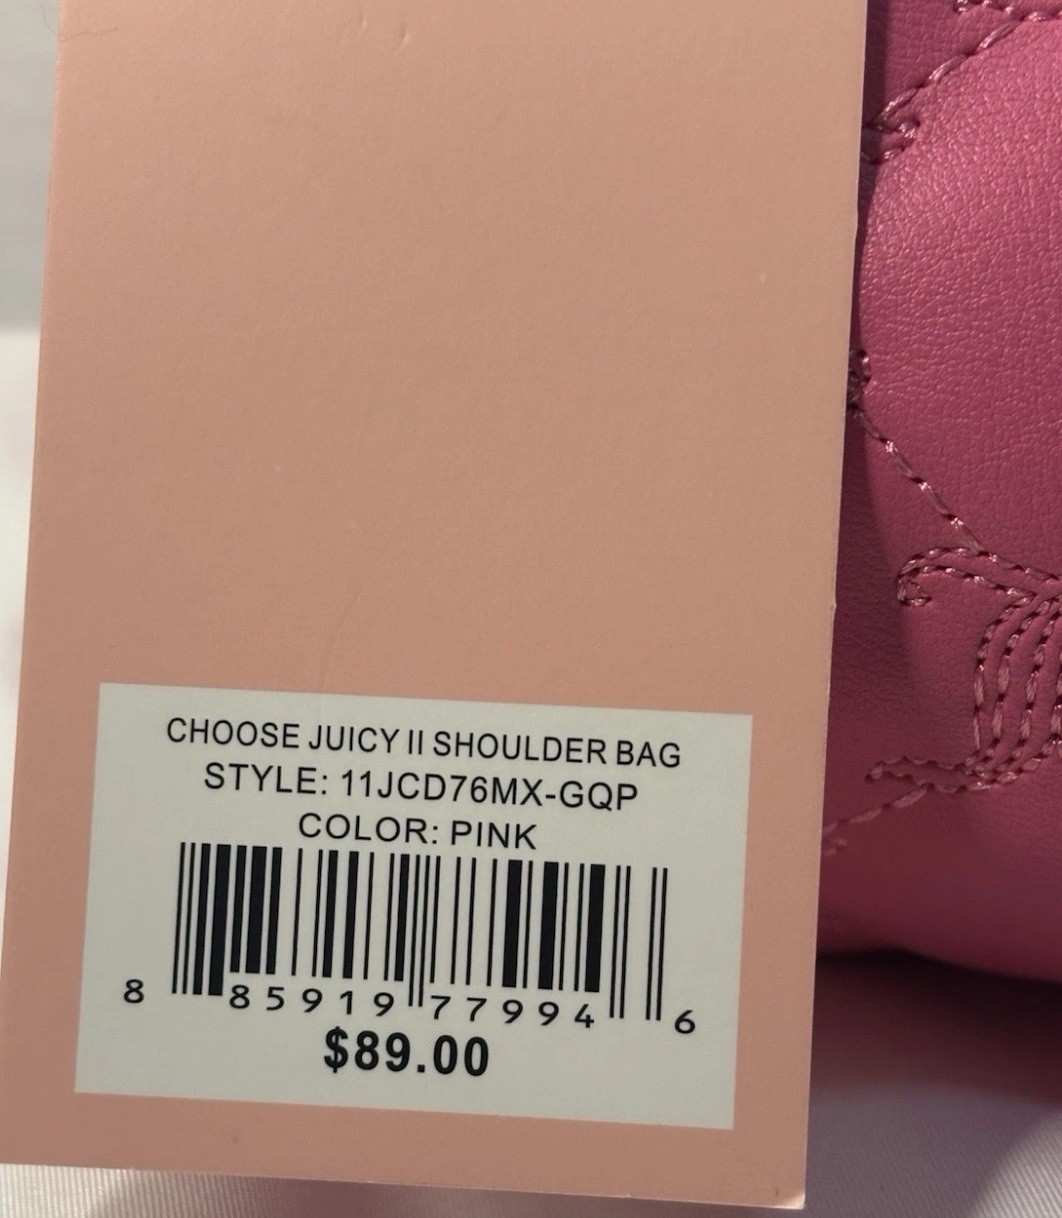 CHOOSE JUICY II SHOULDER BAG
STYLE: 11JCD76MX-GQP
COLOR: PINK
8 85919 77994 6
$89.00